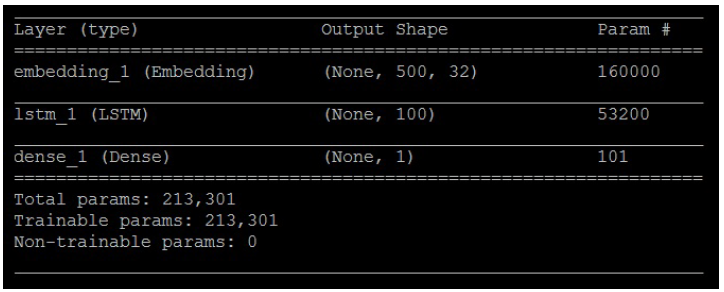 Layer (type) Output Shape Param #
=================================================================
embedding_1 (Embedding) (None, 500, 32) 160000
lstm_1 (LSTM) (None, 100) 53200
dense_1 (Dense) (None, 1) 101
=================================================================
Total params: 213,301
Trainable params: 213,301
Non-trainable params: 0